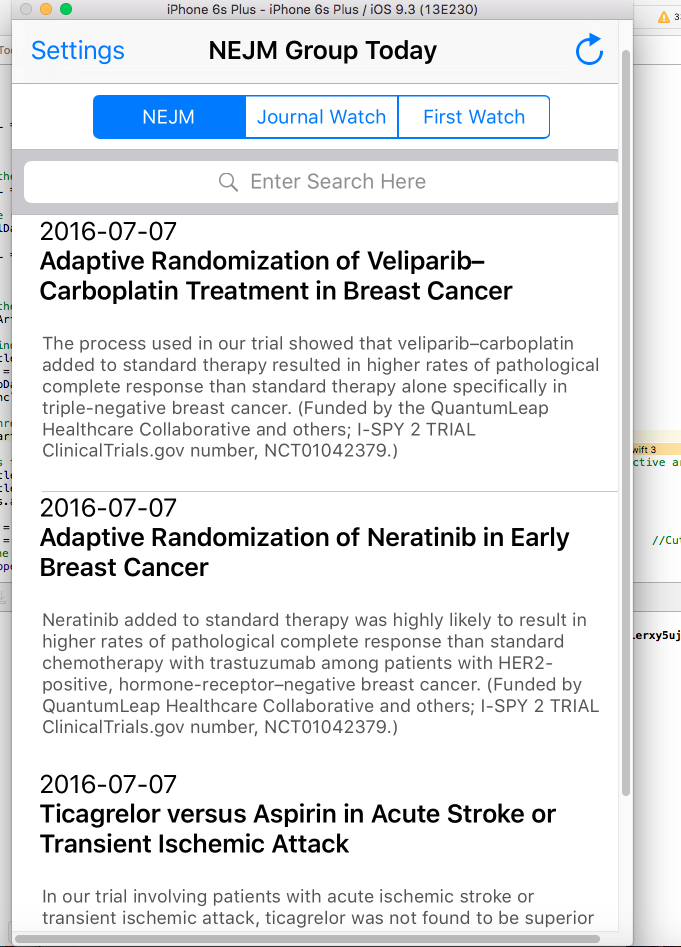 iPhone 6s Plus - iPhone 6s Plus / iOS 9.3 (13E230)
Settings
NEJM Group Today
NEJM
Journal Watch
First Watch
Enter Search Here
2016-07-07
Adaptive Randomization of Veliparib–
Carboplatin Treatment in Breast Cancer
The process used in our trial showed that veliparib–carboplatin
added to standard therapy resulted in higher rates of pathological
complete response than standard therapy alone specifically in
triple-negative breast cancer. (Funded by the QuantumLeap
Healthcare Collaborative and others; I-SPY 2 TRIAL
ClinicalTrials.gov number, NCT01042379.)
2016-07-07
Adaptive Randomization of Neratinib in Early
Breast Cancer
Neratinib added to standard therapy was highly likely to result in
higher rates of pathological complete response than standard
chemotherapy with trastuzumab among patients with HER2-
positive, hormone-receptor–negative breast cancer. (Funded by
QuantumLeap Healthcare Collaborative and others; I-SPY 2 TRIAL
ClinicalTrials.gov number, NCT01042379.)
2016-07-07
Ticagrelor versus Aspirin in Acute Stroke or
Transient Ischemic Attack
In our trial involving patients with acute ischemic stroke or
transient ischemic attack, ticagrelor was not found to be superior
wift 3
ctive ar
//Cut
lerxy5uj